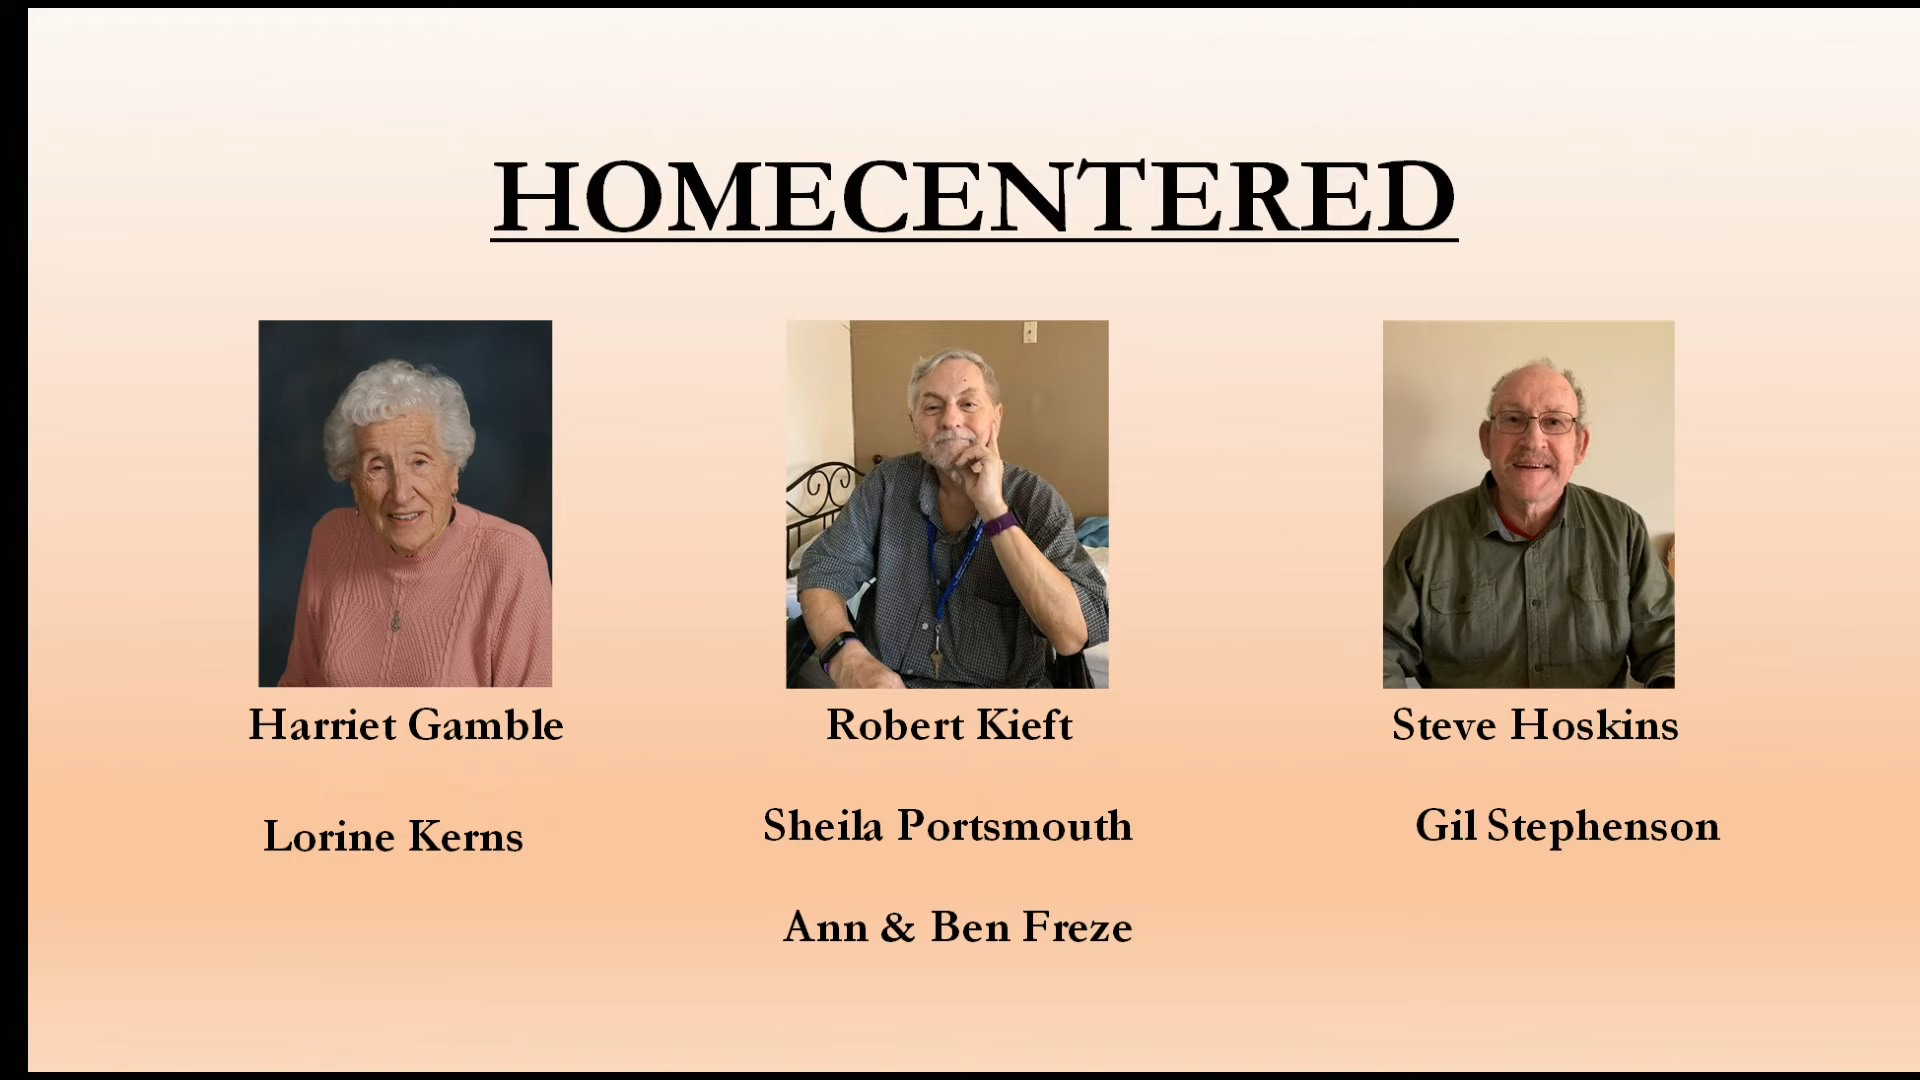 HOMECENTERED
Harriet Gamble
Robert Kieft
Steve Hoskins
Lorine Kerns
Sheila Portsmouth
Gil Stephenson
Ann & Ben Freze